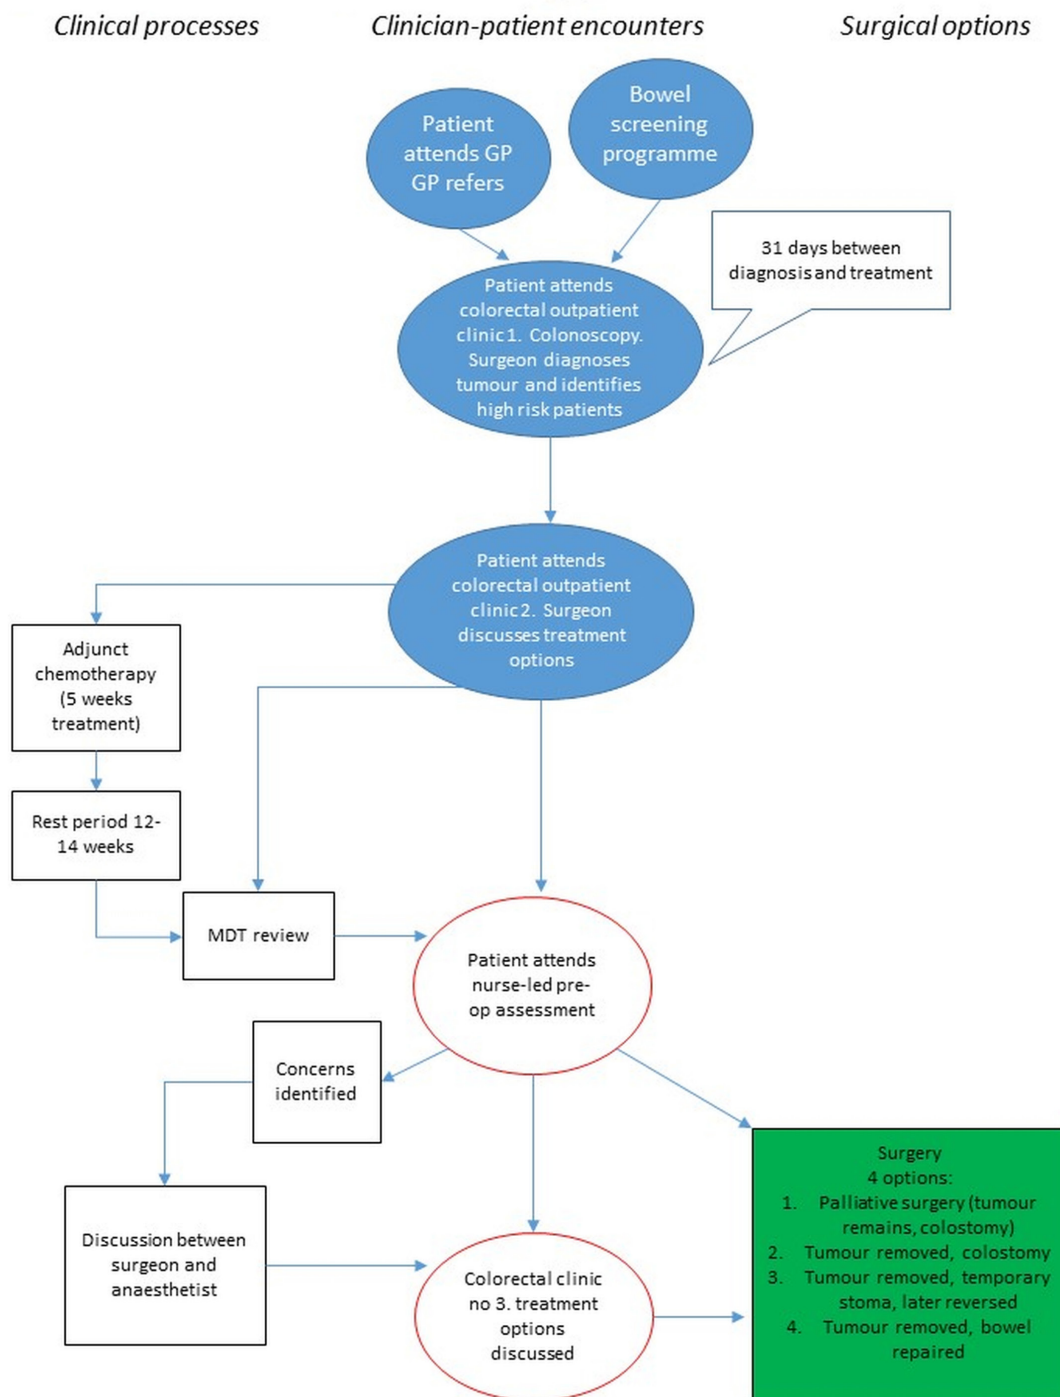 Clinical processes
Clinician-patient encounters
Surgical options
Patient
attends GP
GP refers
Bowel
screening
programme
31 days between
diagnosis and treatment
Patient attends
colorectal outpatient
clinic 1. Colonoscopy.
Surgeon diagnoses
tumour and identifies
high risk patients
Patient attends
colorectal outpatient
clinic 2. Surgeon
discusses treatment
options
Adjunct
chemotherapy
(5 weeks
treatment)
Rest period 12-
14 weeks
MDT review
Patient attends
nurse-led pre-
op assessment
Concerns
identified
Discussion between
surgeon and
anaesthetist
Colorectal clinic
no 3. treatment
options
discussed
Surgery
4 options:
1. Palliative surgery (tumour
remains, colostomy)
2. Tumour removed, colostomy
3. Tumour removed, temporary
stoma, later reversed
4. Tumour removed, bowel
repaired